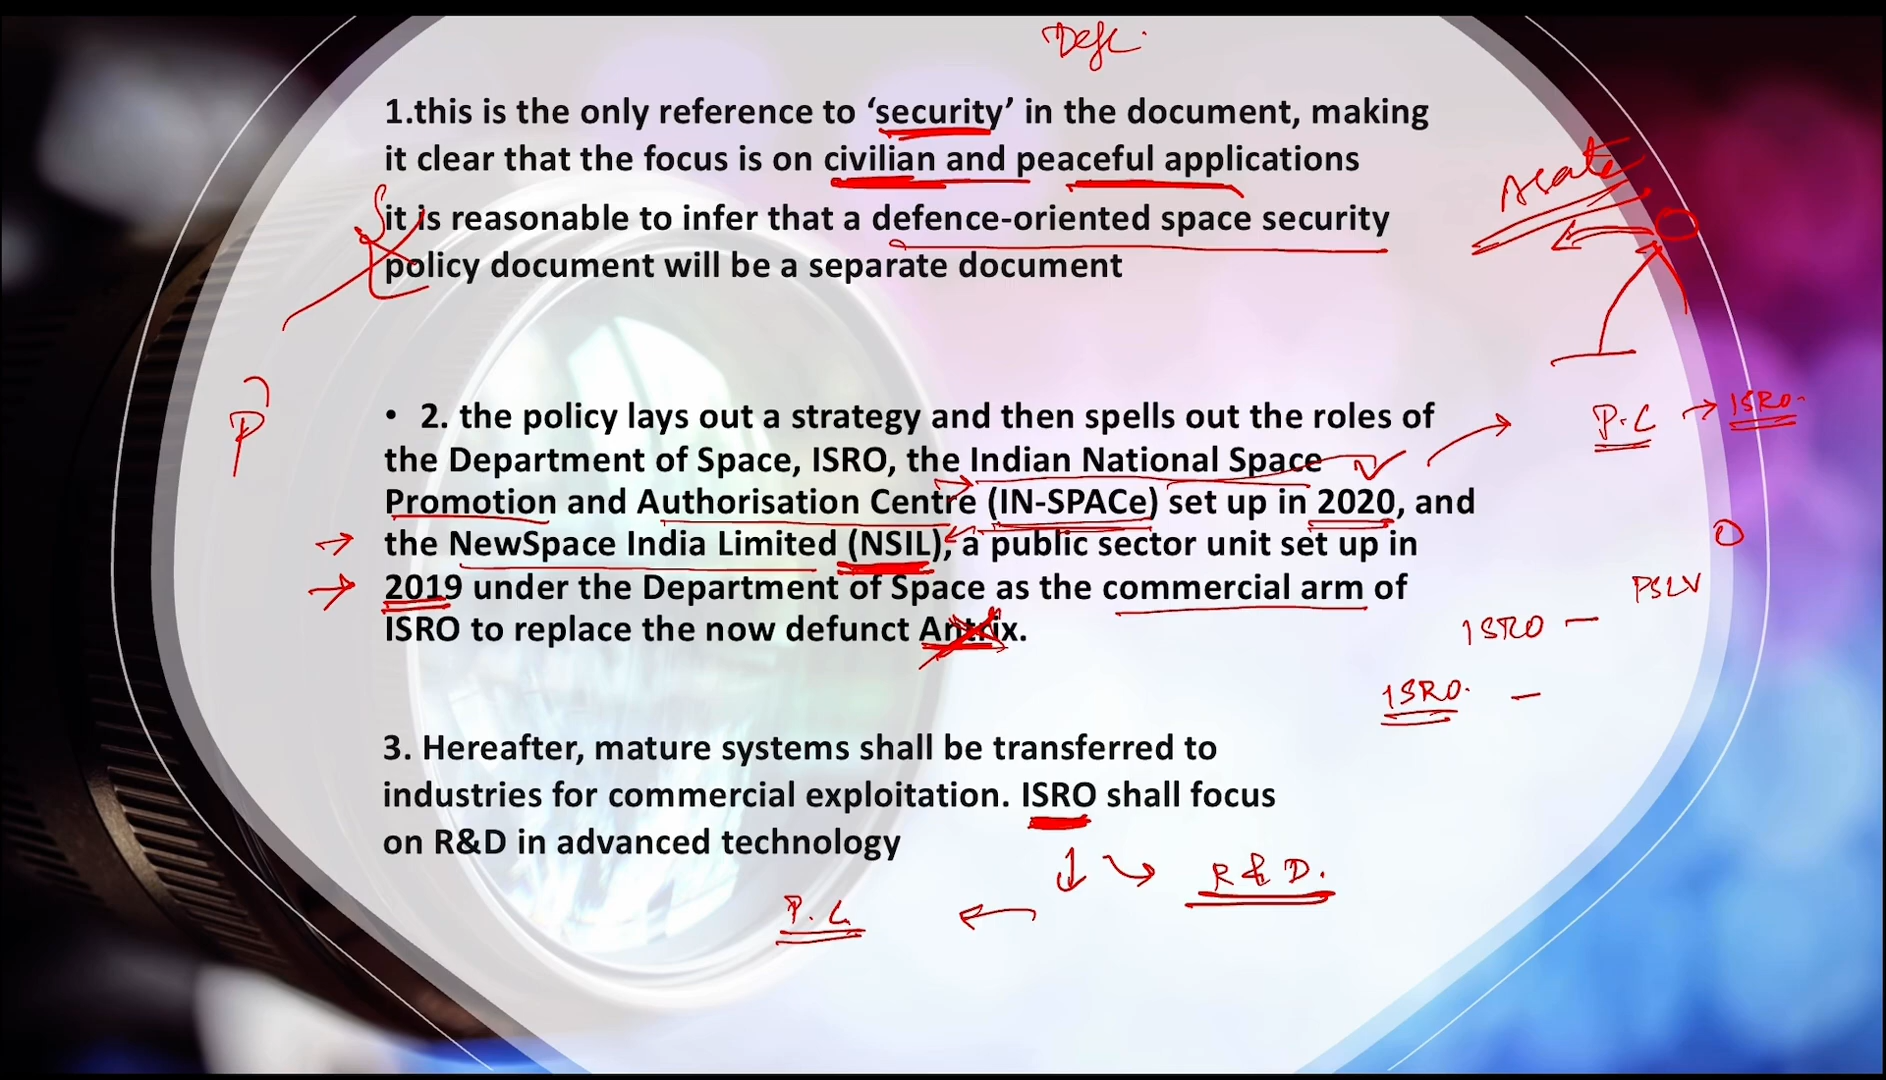 Defc.
1.this is the only reference to ‘security’ in the document, making
it clear that the focus is on civilian and peaceful applications
it is reasonable to infer that a defence-oriented space security
policy document will be a separate document
P
• 2. the policy lays out a strategy and then spells out the roles of
P.C → ISRO.
the Department of Space, ISRO, the Indian National Space
Promotion and Authorisation Centre (IN-SPACe) set up in 2020, and
the NewSpace India Limited (NSIL), a public sector unit set up in
2019 under the Department of Space as the commercial arm of
PSLV
ISRO to replace the now defunct Antrix.
ISRO –
ISRO. –
3. Hereafter, mature systems shall be transferred to
industries for commercial exploitation. ISRO shall focus
on R&D in advanced technology
R & D.
P.C.